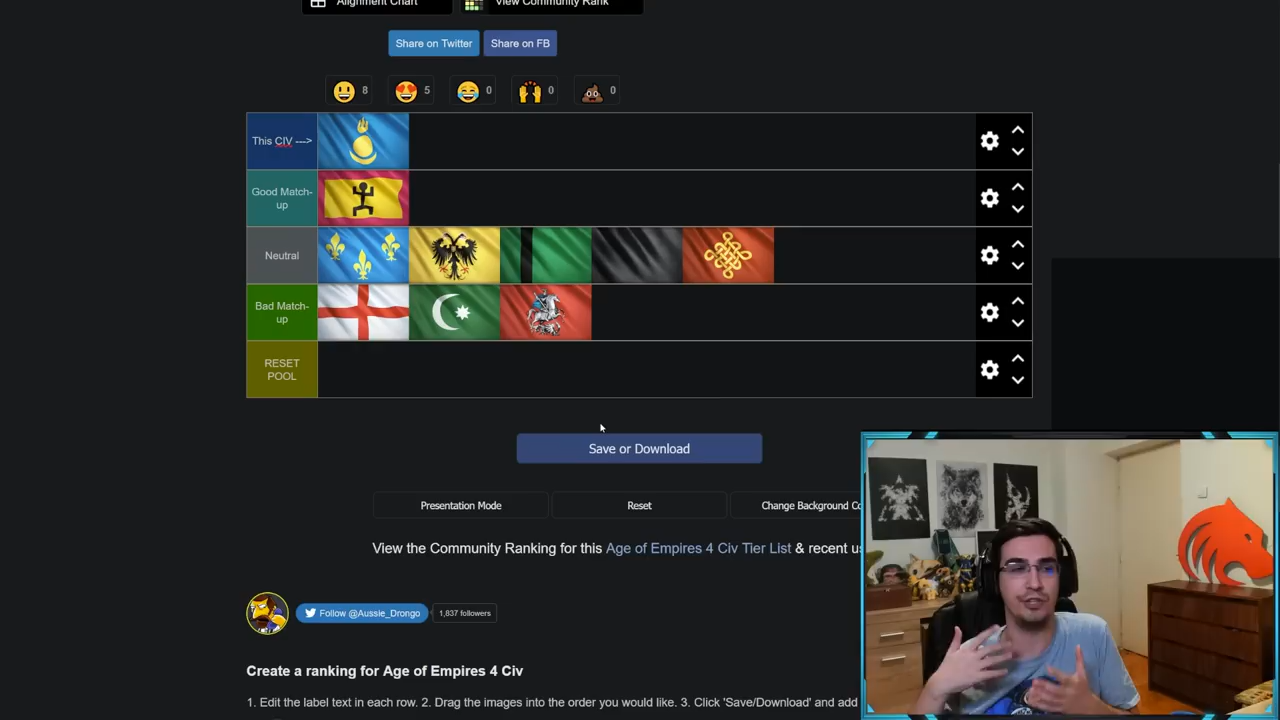 Alignment Chart
View Community Rank
Share on Twitter
Share on FB
8
5
0
0
0
This CIV --->
Good Match-
up
Neutral
Bad Match-
up
RESET
POOL
Save or Download
Presentation Mode
Reset
Change Background Co
View the Community Ranking for this Age of Empires 4 Civ Tier List & recent us
Follow @Aussie_Drongo
1,837 followers
Create a ranking for Age of Empires 4 Civ
1. Edit the label text in each row. 2. Drag the images into the order you would like. 3. Click 'Save/Download' and add